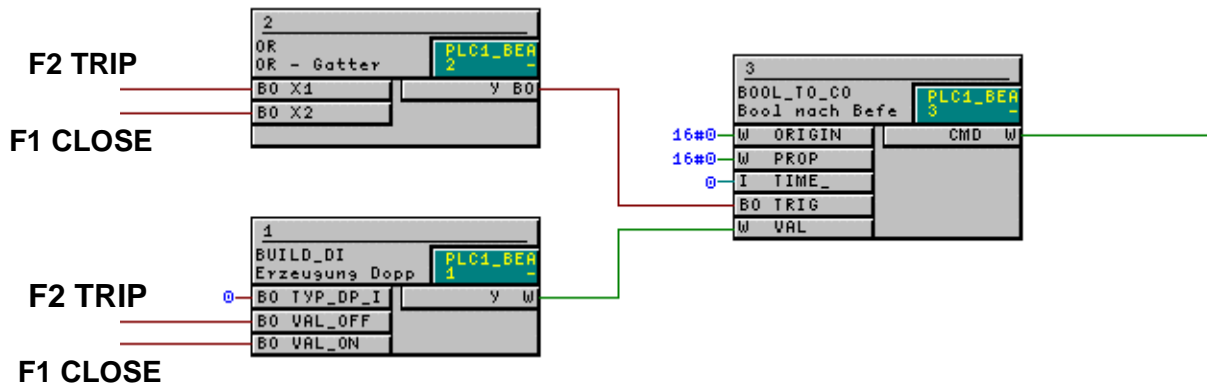 2
OR
OR - Gatter
PLC1_BEA
2 -
F2 TRIP
BO X1
Y BO
BO X2
F1 CLOSE
3
BOOL_TO_CO
Bool nach Befe
PLC1_BEA
3 -
16#0
W ORIGIN
CMD W
16#0
W PROP
0
I TIME_
BO TRIG
W VAL
1
BUILD_DI
Erzeugung Dopp
PLC1_BEA
1 -
F2 TRIP
0
BO TYP_DP_I
Y W
BO VAL_OFF
BO VAL_ON
F1 CLOSE